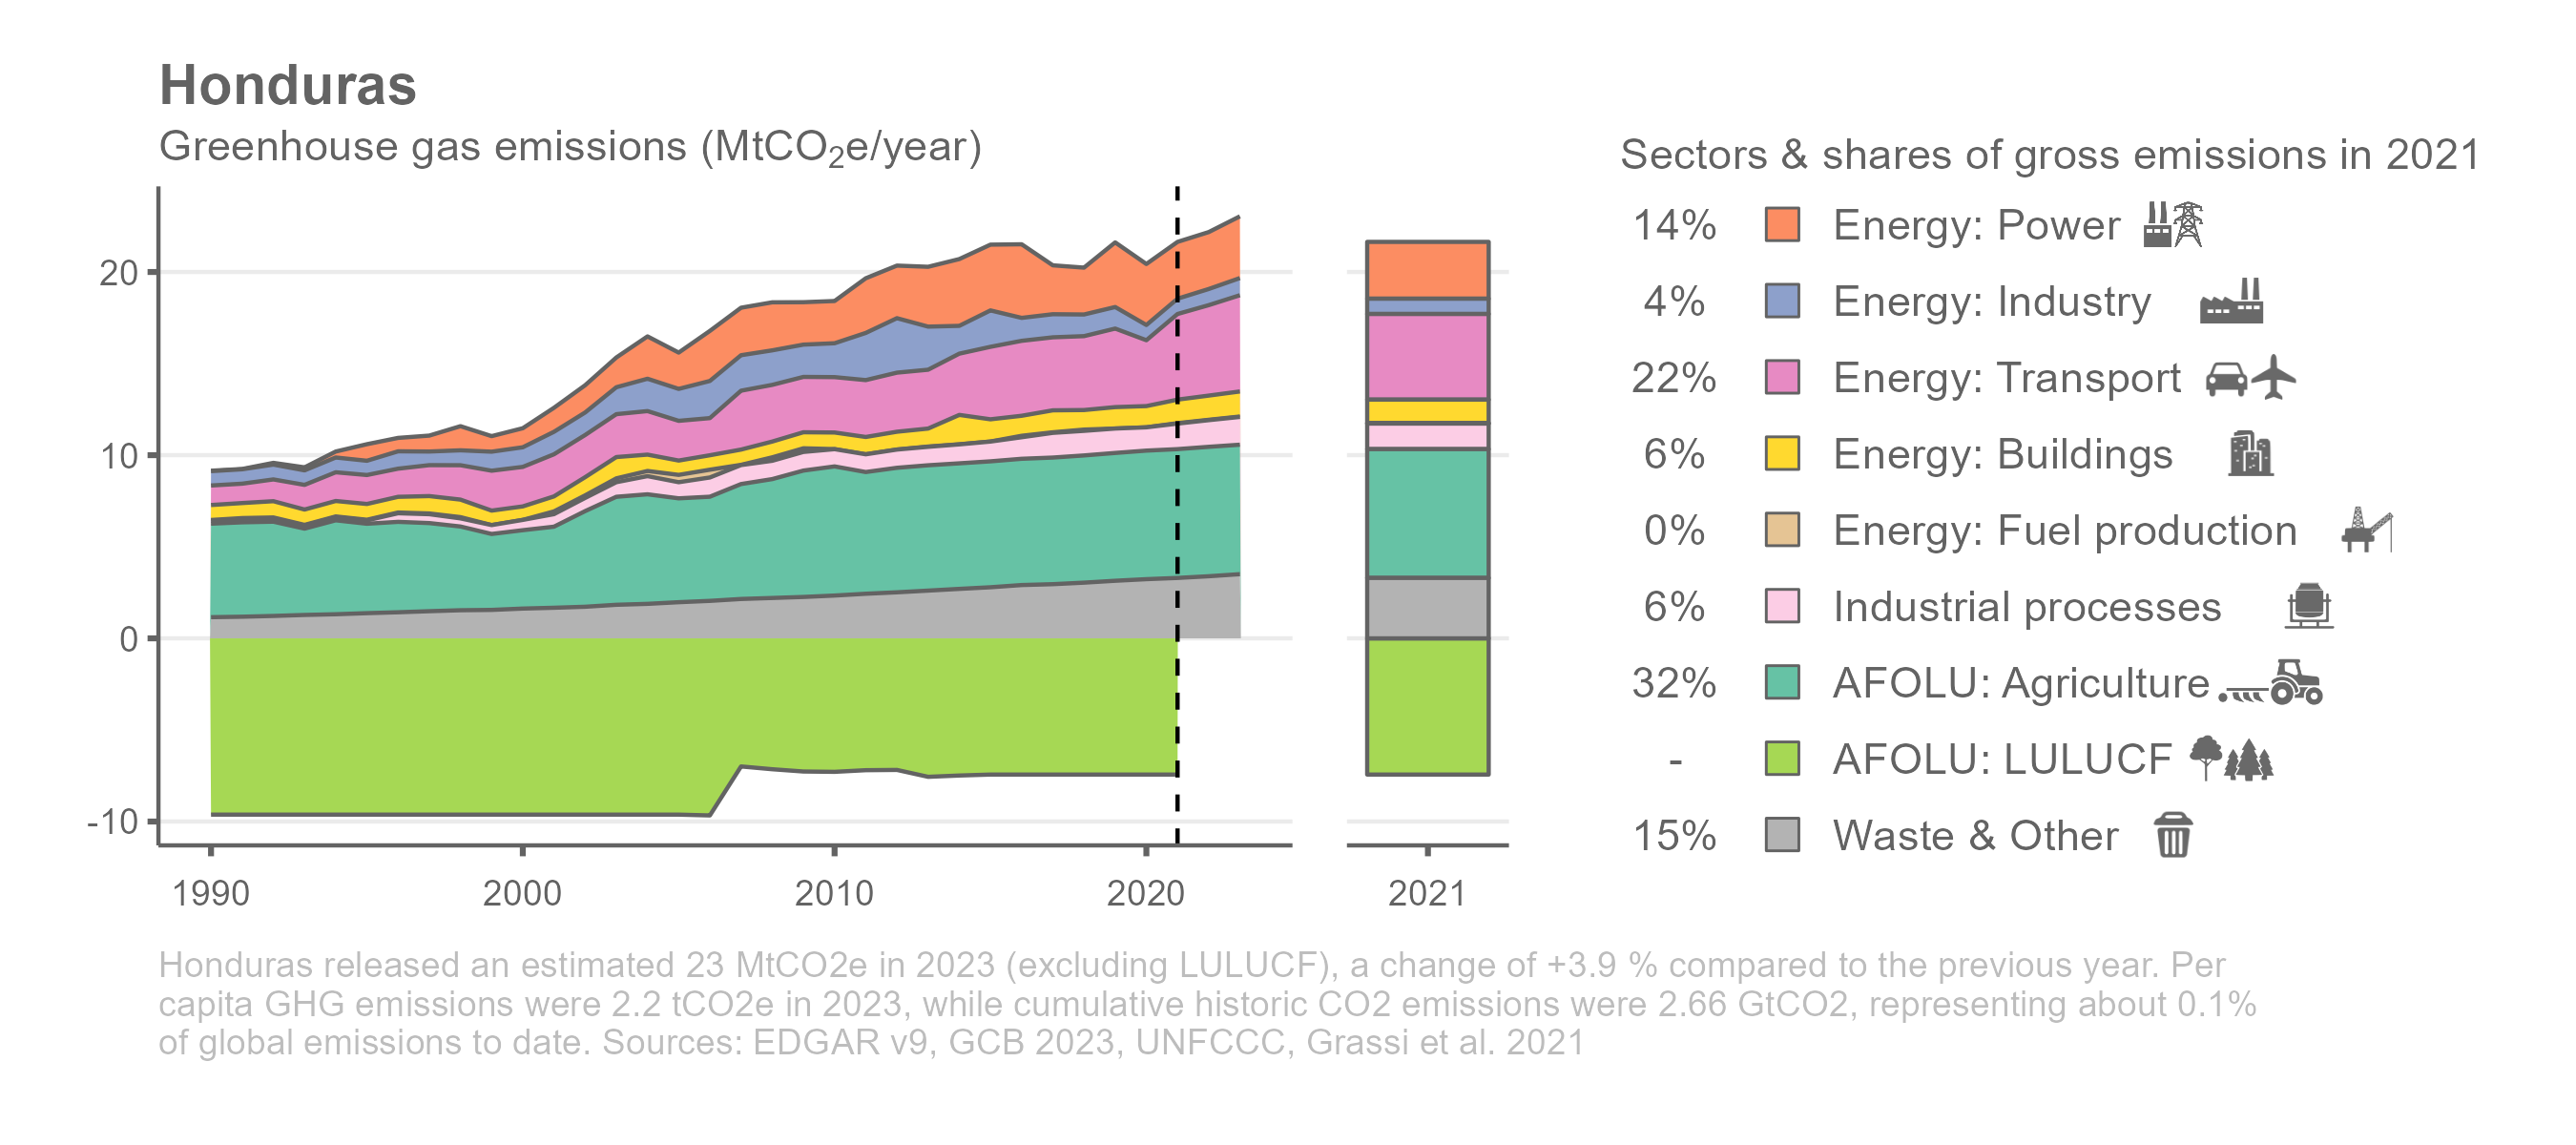 Honduras
Greenhouse gas emissions (MtCO₂e/year)
20
10
0
-10
1990 2000 2010 2020
2021
Sectors & shares of gross emissions in 2021
14% Energy: Power
4% Energy: Industry
22% Energy: Transport
6% Energy: Buildings
0% Energy: Fuel production
6% Industrial processes
32% AFOLU: Agriculture
- AFOLU: LULUCF
15% Waste & Other
Honduras released an estimated 23 MtCO2e in 2023 (excluding LULUCF), a change of +3.9 % compared to the previous year. Per
capita GHG emissions were 2.2 tCO2e in 2023, while cumulative historic CO2 emissions were 2.66 GtCO2, representing about 0.1%
of global emissions to date. Sources: EDGAR v9, GCB 2023, UNFCCC, Grassi et al. 2021